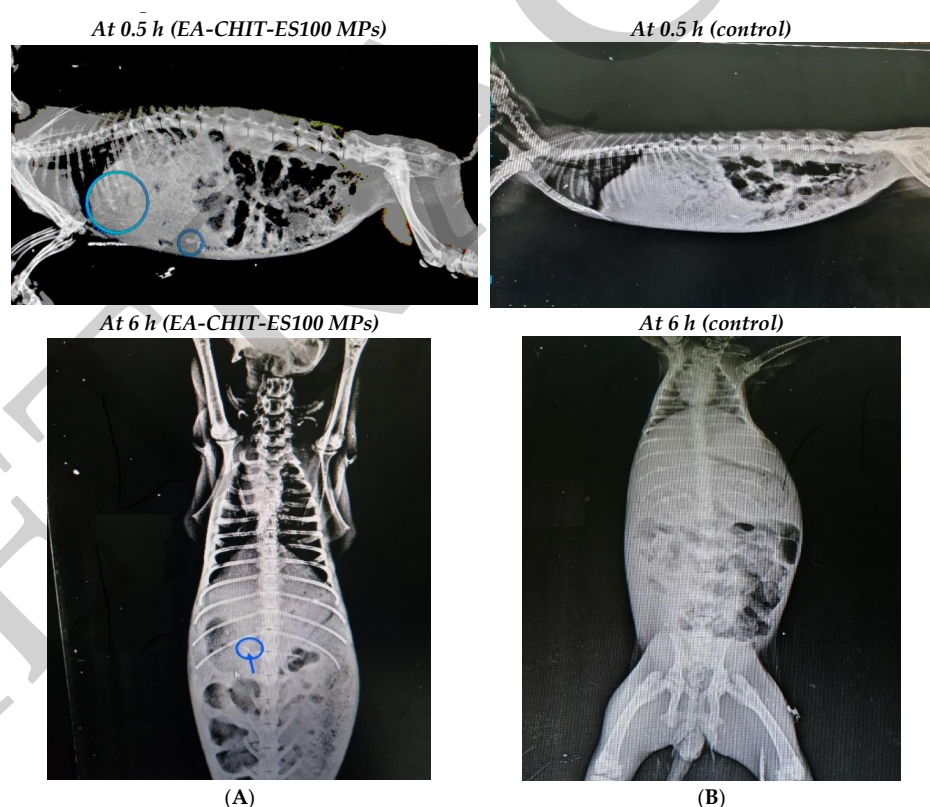 At 0.5 h (EA-CHIT-ES100 MPs)
At 0.5 h (control)
At 6 h (EA-CHIT-ES100 MPs)
At 6 h (control)
(A)
(B)